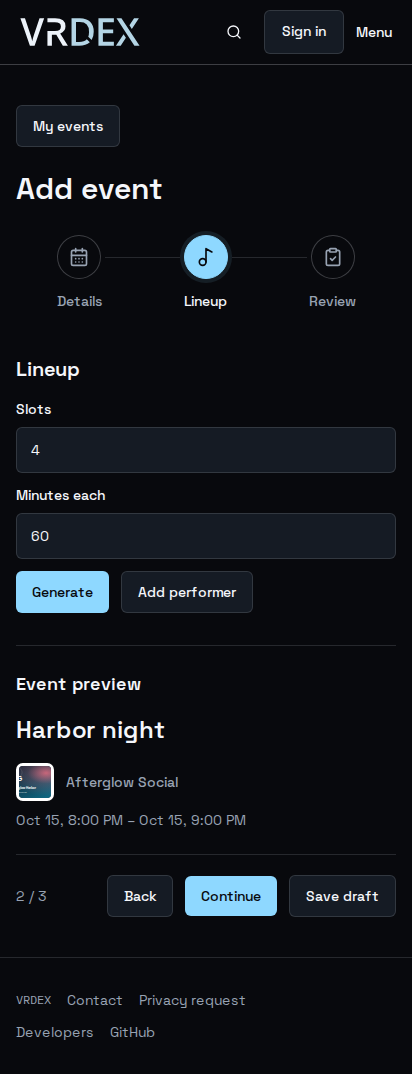 VRDEX Sign in Menu
My events
Add event
Details Lineup Review
Lineup
Slots
4
Minutes each
60
Generate Add performer
Event preview
Harbor night
Afterglow Social
Oct 15, 8:00 PM – Oct 15, 9:00 PM
2 / 3 Back Continue Save draft
VRDEX Contact Privacy request
Developers GitHub